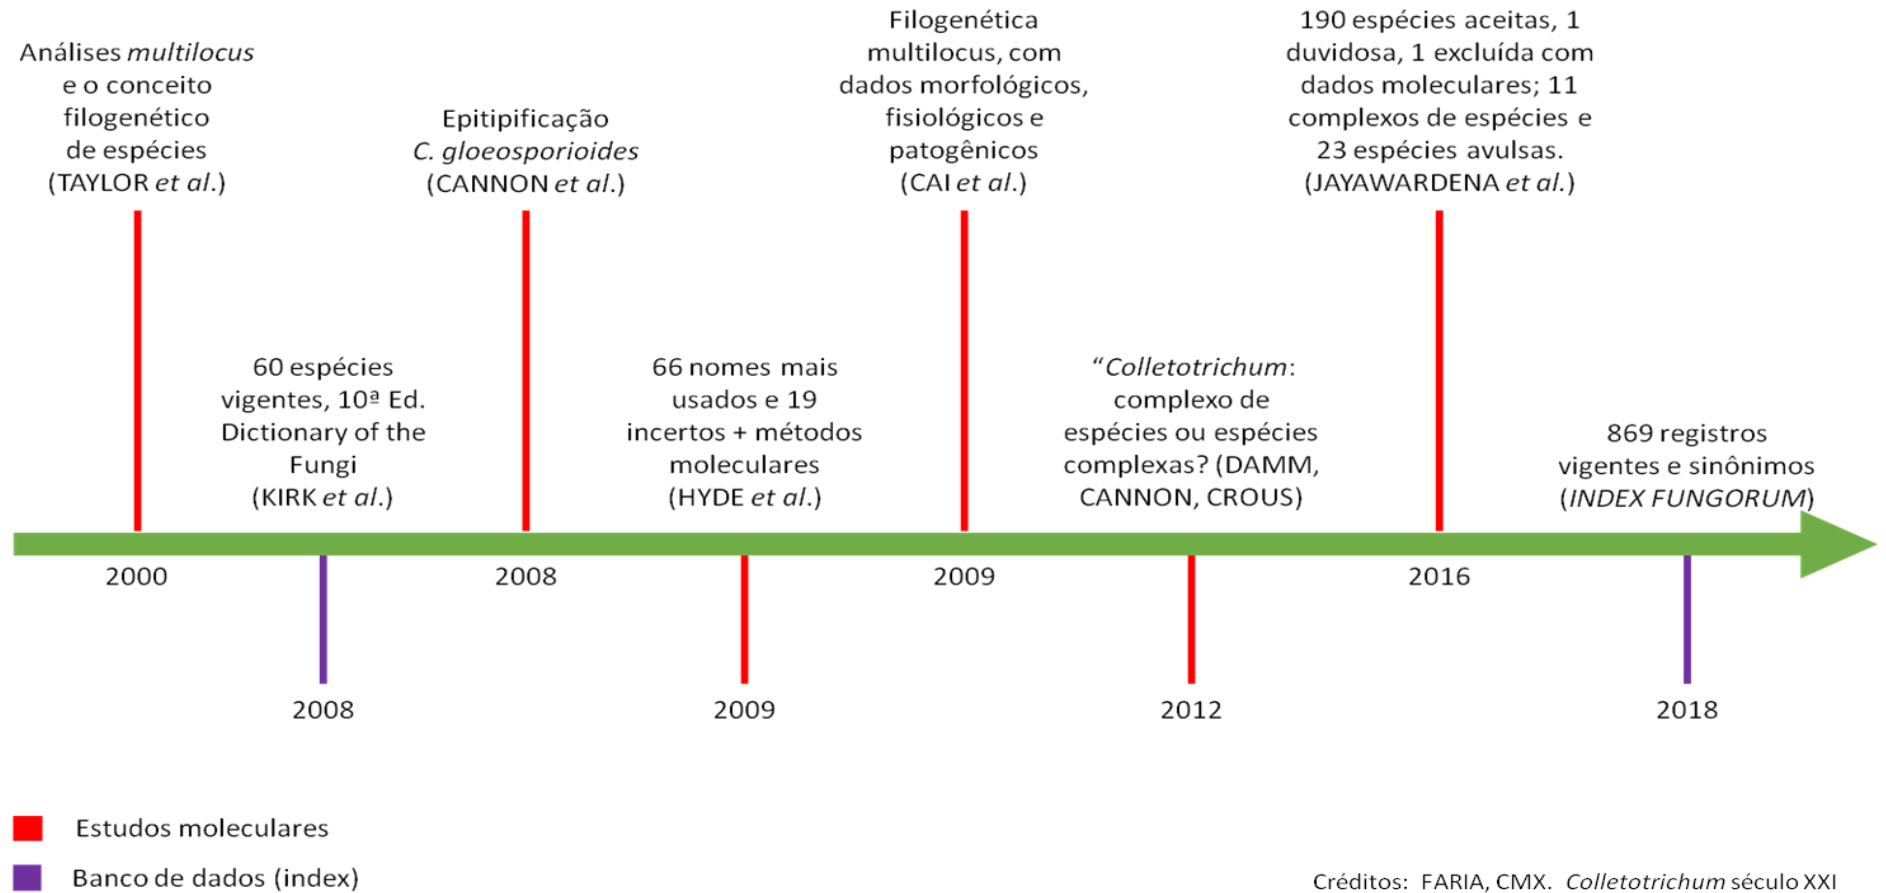 Análises multilocus
e o conceito
filogenético
de espécies
(TAYLOR et al.)
60 espécies
vigentes, 10ª Ed.
Dictionary of the
Fungi
(KIRK et al.)
Epitipificação
C. gloeosporioides
(CANNON et al.)
66 nomes mais
usados e 19
incertos + métodos
moleculares
(HYDE et al.)
Filogenética
multilocus, com
dados morfológicos,
fisiológicos e
patogênicos
(CAI et al.)
“Colletotrichum:
complexo de
espécies ou espécies
complexas? (DAMM,
CANNON, CROUS)
190 espécies aceitas, 1
duvidosa, 1 excluída com
dados moleculares; 11
complexos de espécies e
23 espécies avulsas.
(JAYAWARDENA et al.)
869 registros
vigentes e sinônimos
(INDEX FUNGORUM)
2000
2008
2008
2009
2009
2012
2016
2018
Estudos moleculares
Banco de dados (index)
Créditos: FARIA, CMX. Colletotrichum século XXI